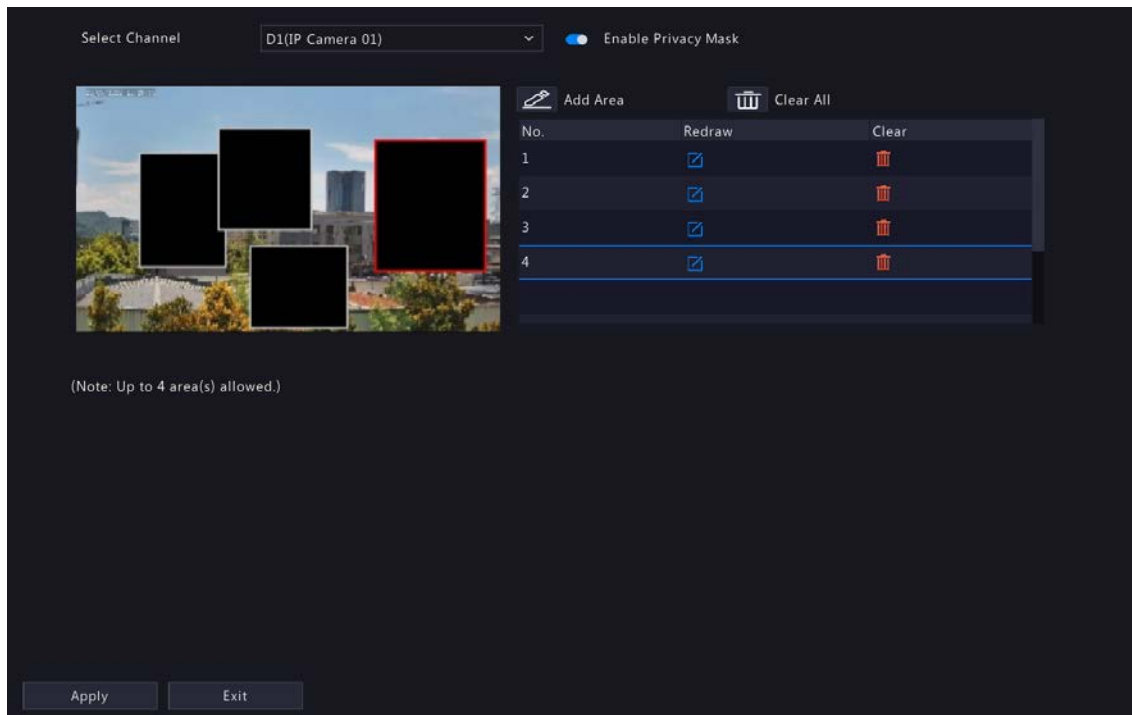 Select Channel D1(IP Camera 01) Enable Privacy Mask
Add Area Clear All
No. Redraw Clear
1
2
3
4
(Note: Up to 4 area(s) allowed.)
Apply Exit